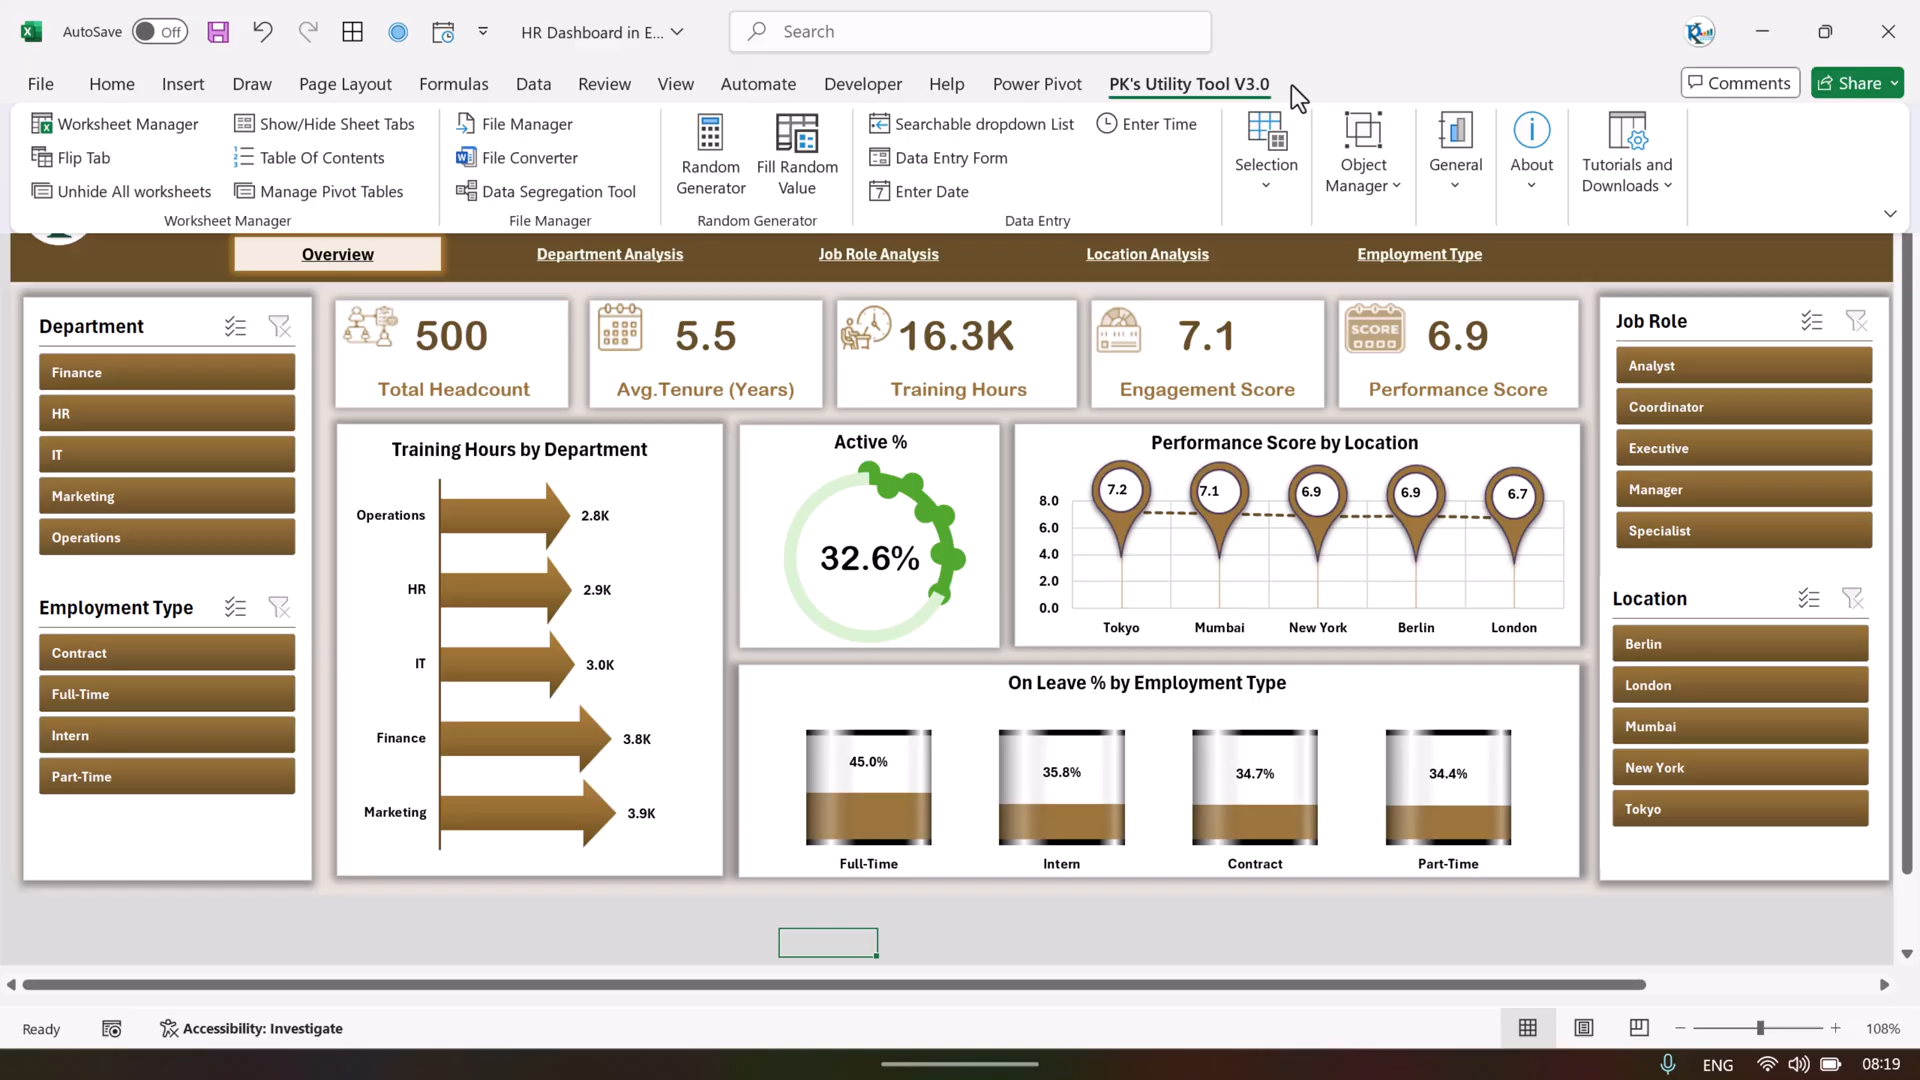 AutoSave Off
HR Dashboard in E...
Search
File Home Insert Draw Page Layout Formulas Data Review View Automate Developer Help Power Pivot PK's Utility Tool V3.0
Comments Share
Worksheet Manager
Flip Tab
Unhide All worksheets
Show/Hide Sheet Tabs
Table Of Contents
Manage Pivot Tables
Worksheet Manager
File Manager
File Converter
Data Segregation Tool
File Manager
Random
Generator
Fill Random
Value
Random Generator
Searchable dropdown List
Data Entry Form
Enter Date
Enter Time
Data Entry
Selection
Object
Manager
General
About
Tutorials and
Downloads
Overview Department Analysis Job Role Analysis Location Analysis Employment Type
Department
Finance
HR
IT
Marketing
Operations
Employment Type
Contract
Full-Time
Intern
Part-Time
500
Total Headcount
5.5
Avg.Tenure (Years)
16.3K
Training Hours
7.1
Engagement Score
SCORE
6.9
Performance Score
Training Hours by Department
Operations 2.8K
HR 2.9K
IT 3.0K
Finance 3.8K
Marketing 3.9K
Active %
32.6%
Performance Score by Location
7.2 7.1 6.9 6.9 6.7
8.0
6.0
4.0
2.0
0.0
Tokyo Mumbai New York Berlin London
On Leave % by Employment Type
45.0% 35.8% 34.7% 34.4%
Full-Time Intern Contract Part-Time
Job Role
Analyst
Coordinator
Executive
Manager
Specialist
Location
Berlin
London
Mumbai
New York
Tokyo
Ready
Accessibility: Investigate
108%
ENG
08:19